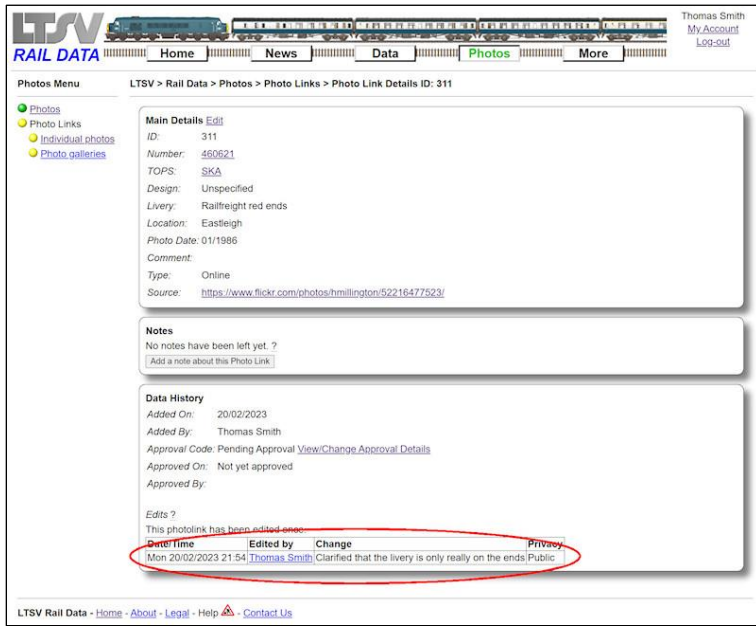 LTSV
RAIL DATA
Home News Data Photos More
Thomas Smith
My Account
Log-out
Photos Menu
Photos
Photo Links
Individual photos
Photo galleries
LTSV > Rail Data > Photos > Photo Links > Photo Link Details ID: 311
Main Details Edit
ID: 311
Number: 460621
TOPS: SKA
Design: Unspecified
Livery: Railfreight red ends
Location: Eastleigh
Photo Date: 01/1986
Comment:
Type: Online
Source: https://www.flickr.com/photos/hmillington/52216477523/
Notes
No notes have been left yet. ?
Add a note about this Photo Link
Data History
Added On: 20/02/2023
Added By: Thomas Smith
Approval Code: Pending Approval View/Change Approval Details
Approved On: Not yet approved
Approved By:
Edits ?
This photolink has been edited once.
Date/Time Edited by Change Privacy
Mon 20/02/2023 21:54 Thomas Smith Clarified that the livery is only really on the ends Public
LTSV Rail Data - Home - About - Legal - Help - Contact Us